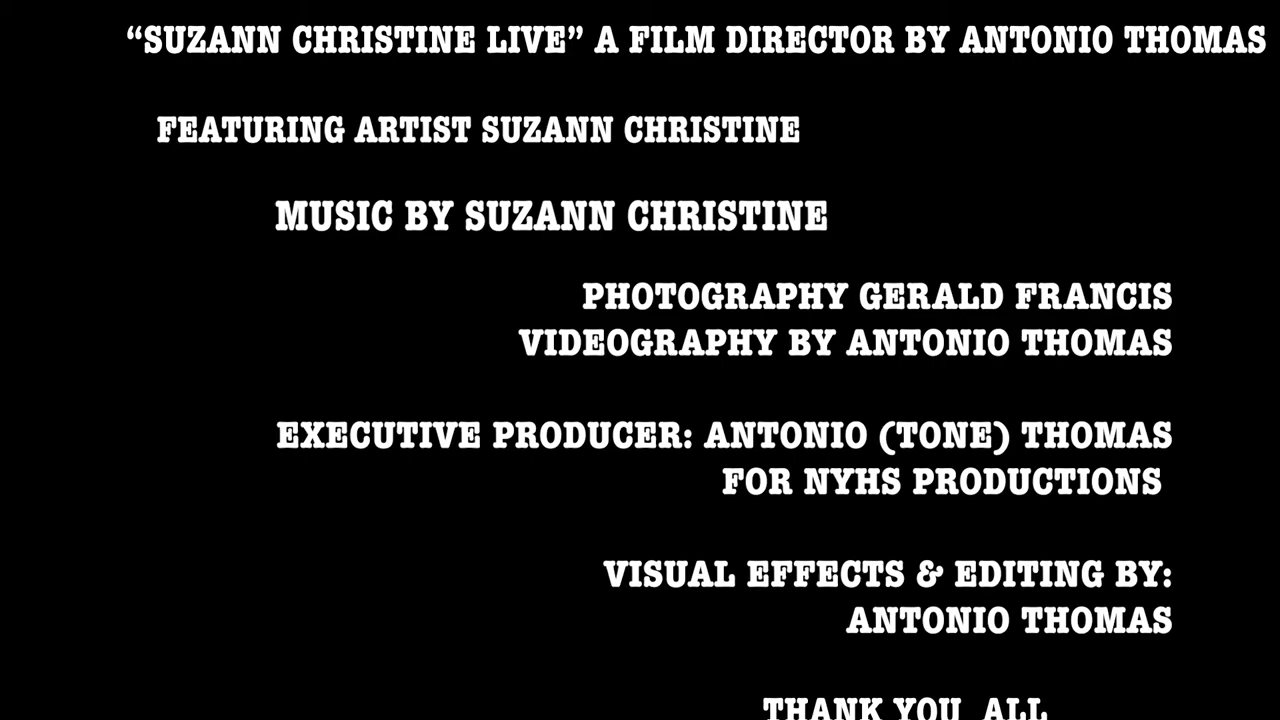 “SUZANN CHRISTINE LIVE” A FILM DIRECTOR BY ANTONIO THOMAS
FEATURING ARTIST SUZANN CHRISTINE
MUSIC BY SUZANN CHRISTINE
PHOTOGRAPHY GERALD FRANCIS
VIDEOGRAPHY BY ANTONIO THOMAS
EXECUTIVE PRODUCER: ANTONIO (TONE) THOMAS
FOR NYHS PRODUCTIONS
VISUAL EFFECTS & EDITING BY:
ANTONIO THOMAS
THANK YOU ALL